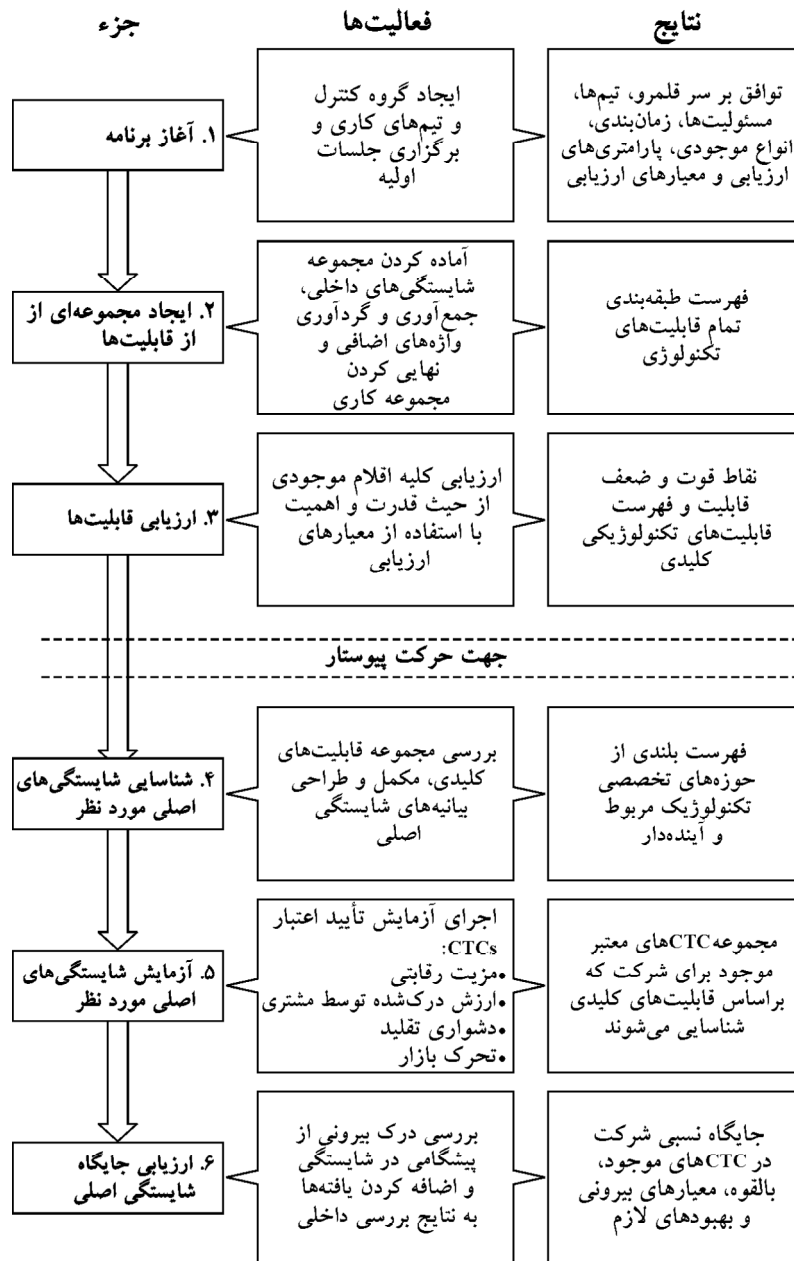 جزء
فعالیت‌ها
نتایج
۱. آغاز برنامه
ایجاد گروه کنترل
و تیم‌های کاری و
برگزاری جلسات
اولیه
توافق بر سر قلمرو، تیم‌ها،
مسئولیت‌ها، زمان‌بندی،
انواع موجودی، پارامتری‌های
ارزیابی و معیارهای ارزیابی
۲. ایجاد مجموعه‌ای از
از قابلیت‌ها
آماده کردن مجموعه
شایستگی‌های داخلی،
جمع‌آوری و گردآوری
واژه‌های اضافی و
نهایی کردن
مجموعه کاری
فهرست طبقه‌بندی
تمام قابلیت‌های
تکنولوژی
۳. ارزیابی قابلیت‌ها
ارزیابی کلیه اقلام موجودی
از حیث قدرت و اهمیت
با استفاده از معیارهای
ارزیابی
نقاط قوت و ضعف
قابلیت و فهرست
قابلیت‌های تکنولوژیکی
کلیدی
جهت حرکت پیوستار
۴. شناسایی شایستگی‌های
اصلی مورد نظر
بررسی مجموعه قابلیت‌های
کلیدی، مکمل و طراحی
بیانیه‌های شایستگی
اصلی
فهرست بلندی از
حوزه‌های تخصصی
تکنولوژیک مربوط
و آینده‌دار
۵. آزمایش شایستگی‌های
اصلی مورد نظر
اجرای آزمایش تأیید اعتبار
CTCs:
•مزیت رقابتی
•ارزش درک‌شده توسط مشتری
•دشواری تقلید
•تحرک بازار
مجموعه CTCهای معتبر
موجود برای شرکت که
براساس قابلیت‌های کلیدی
شناسایی می‌شوند
۶. ارزیابی جایگاه
شایستگی اصلی
بررسی درک بیرونی از
پیشگامی در شایستگی
و اضافه کردن یافته‌ها
به نتایج بررسی داخلی
جایگاه نسبی شرکت
در CTCهای موجود،
بالقوه، معیارهای بیرونی
و بهبودهای لازم